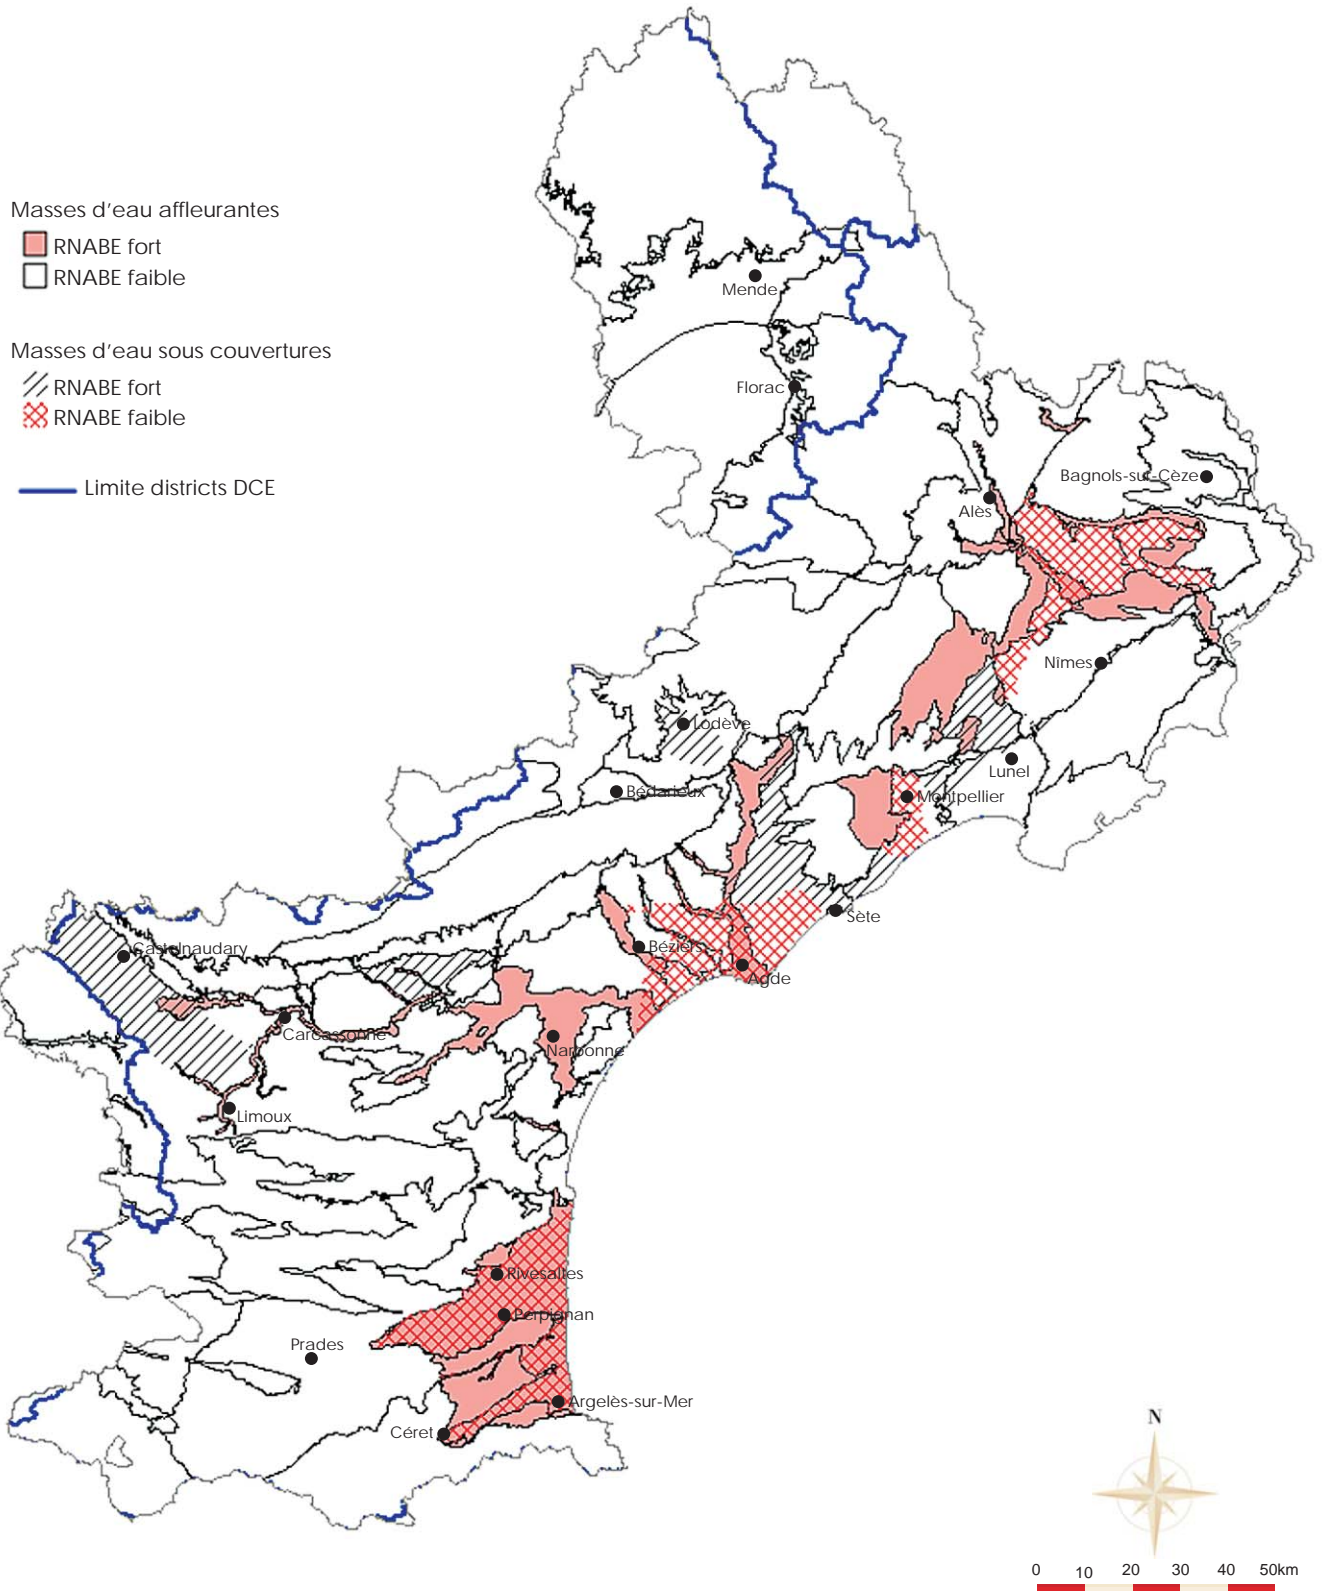 Masses d'eau affleurantes
RNABE fort
RNABE faible
Masses d'eau sous couvertures
RNABE fort
RNABE faible
Limite districts DCE
Mende
Florac
Bagnols-sur-Cèze
Alès
Nîmes
Lodève
Lunel
Bédarieux
Montpellier
Sète
Castelnaudary
Béziers
Agde
Carcassonne
Narbonne
Limoux
Rivesaltes
Perpignan
Prades
Argelès-sur-Mer
Céret
N
0 10 20 30 40 50km